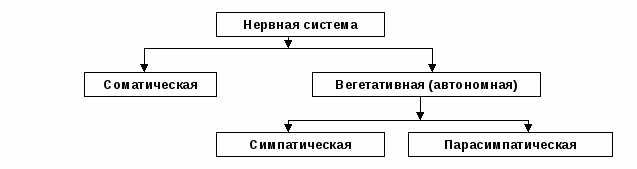 Нервная система
Соматическая
Вегетативная (автономная)
Симпатическая
Парасимпатическая